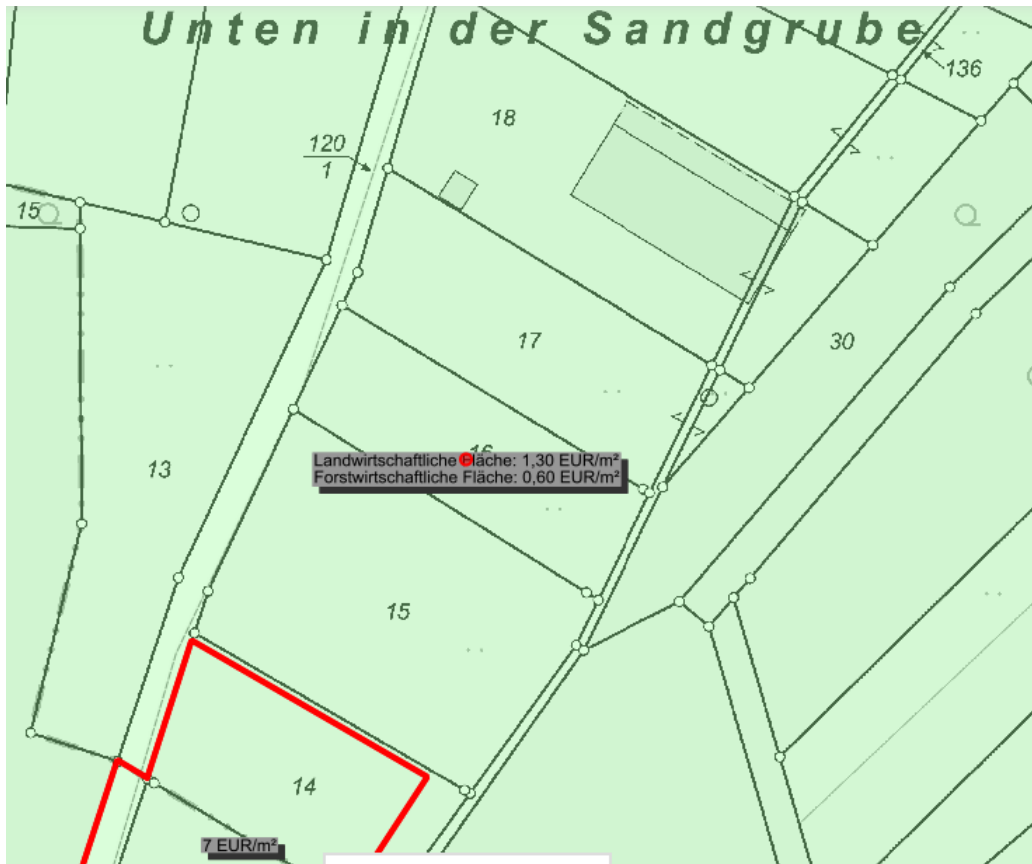 Unten in der Sandgrube
136
18
120
1
15
17
30
13
16
Landwirtschaftliche Fläche: 1,30 EUR/m²
Forstwirtschaftliche Fläche: 0,60 EUR/m²
15
14
7 EUR/m²